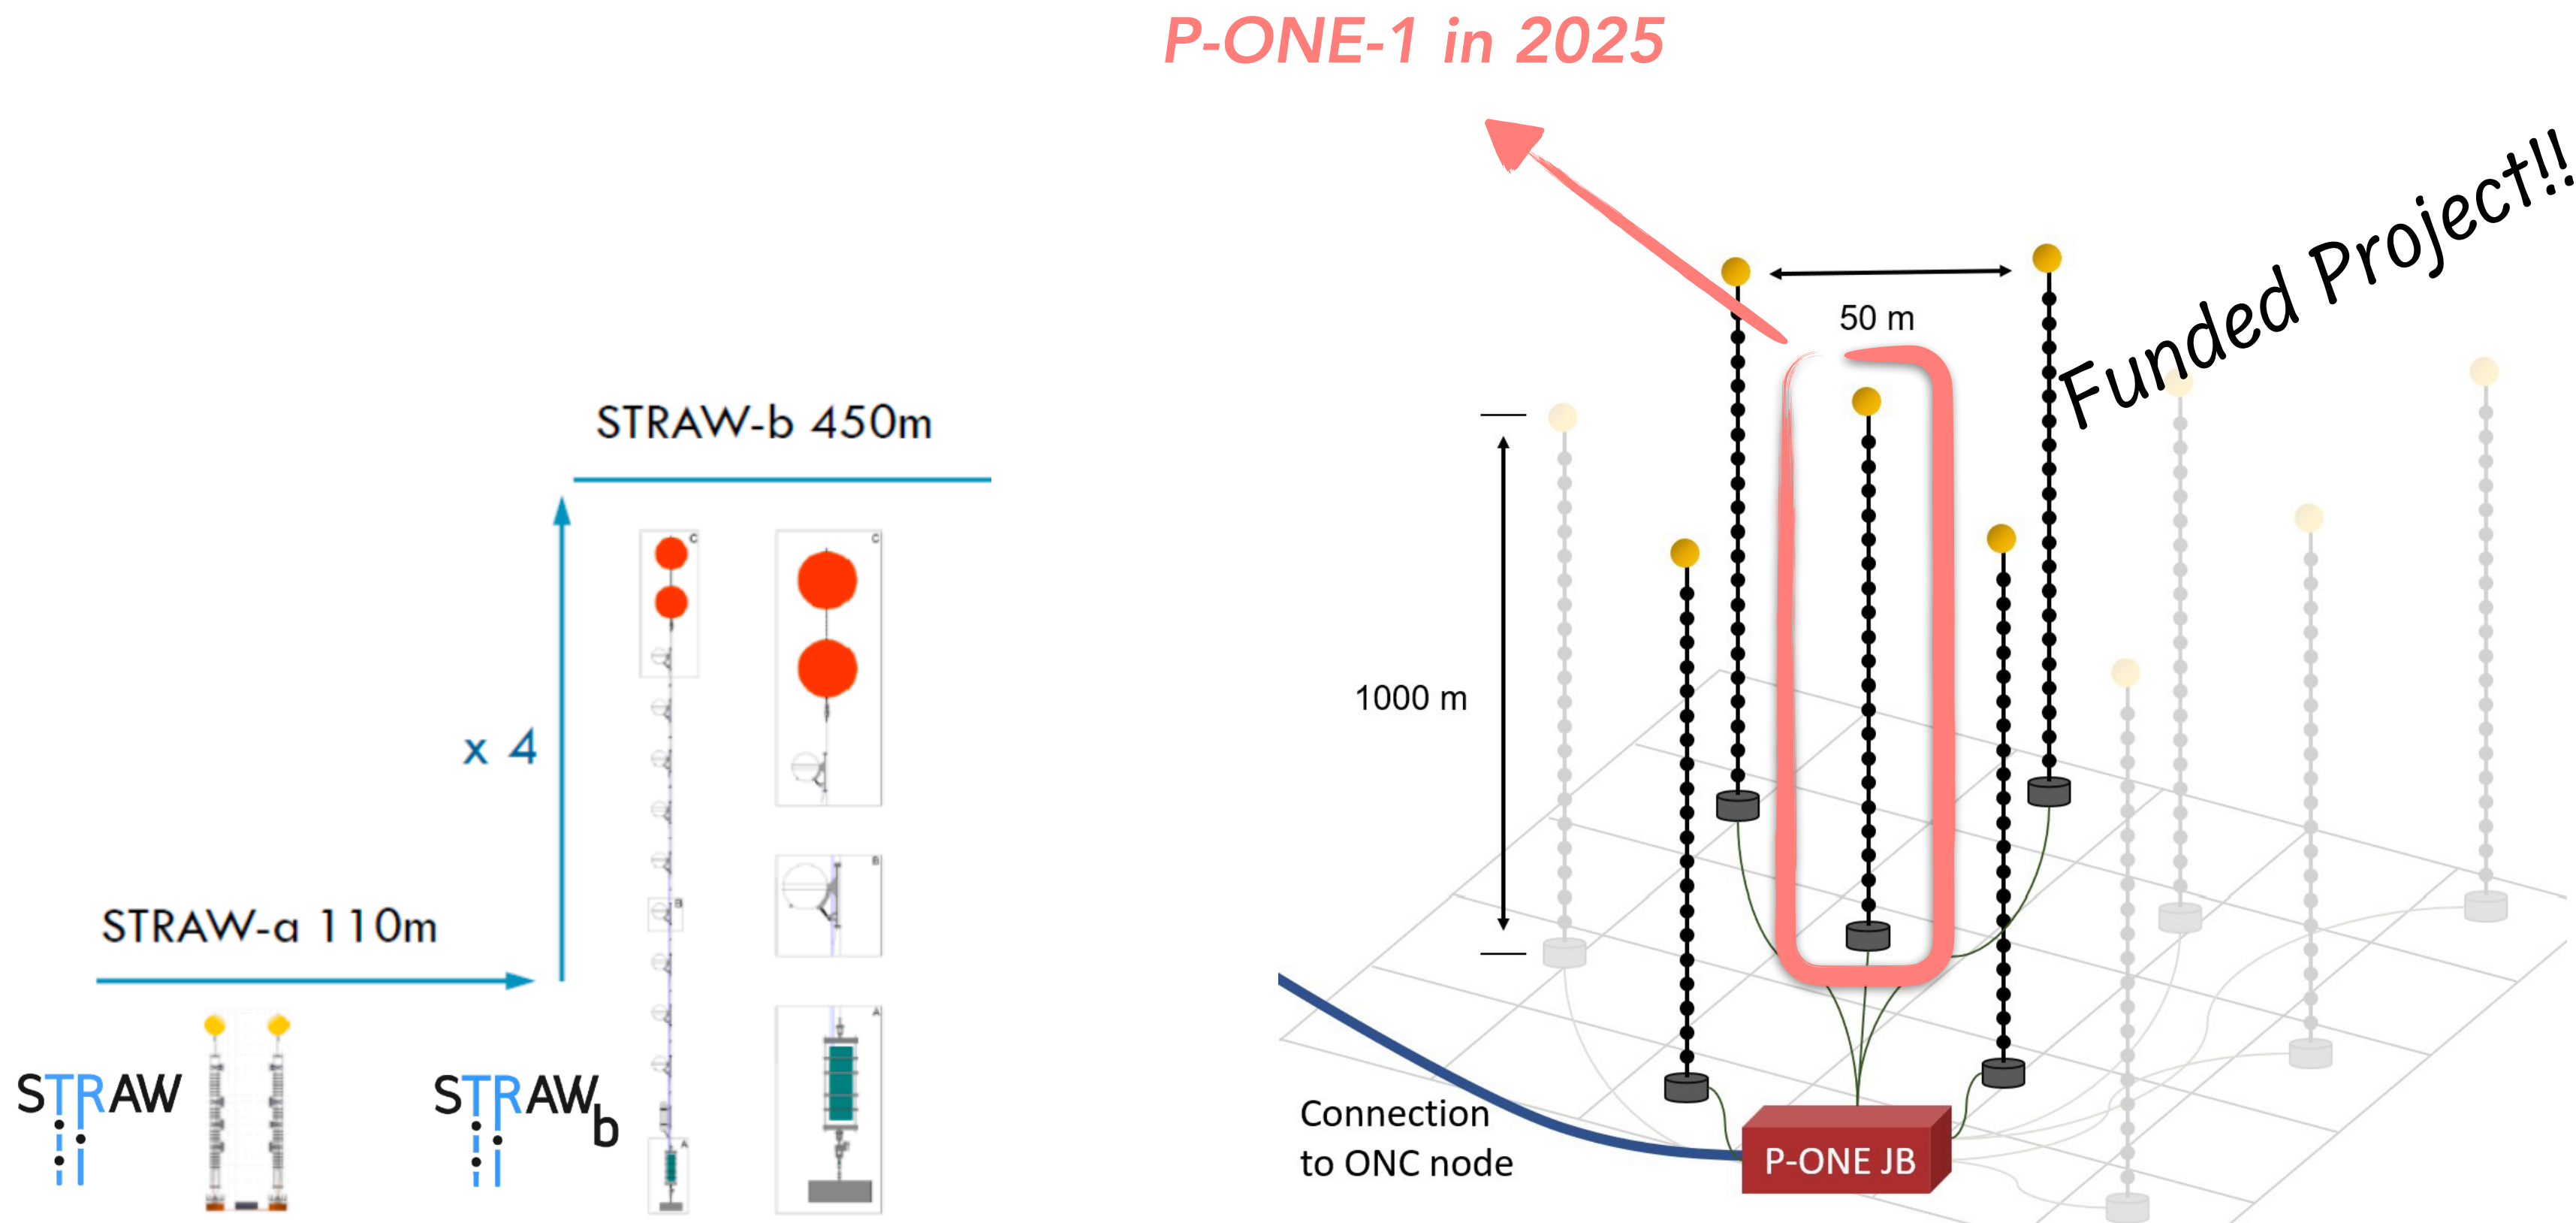 P-ONE-1 in 2025
Funded Project!!
50 m
STRAW-b 450m
C
C
1000 m
x 4
B
B
STRAW-a 110m
A
STRAW
STRAW
b
A
Connection
to ONC node
P-ONE JB